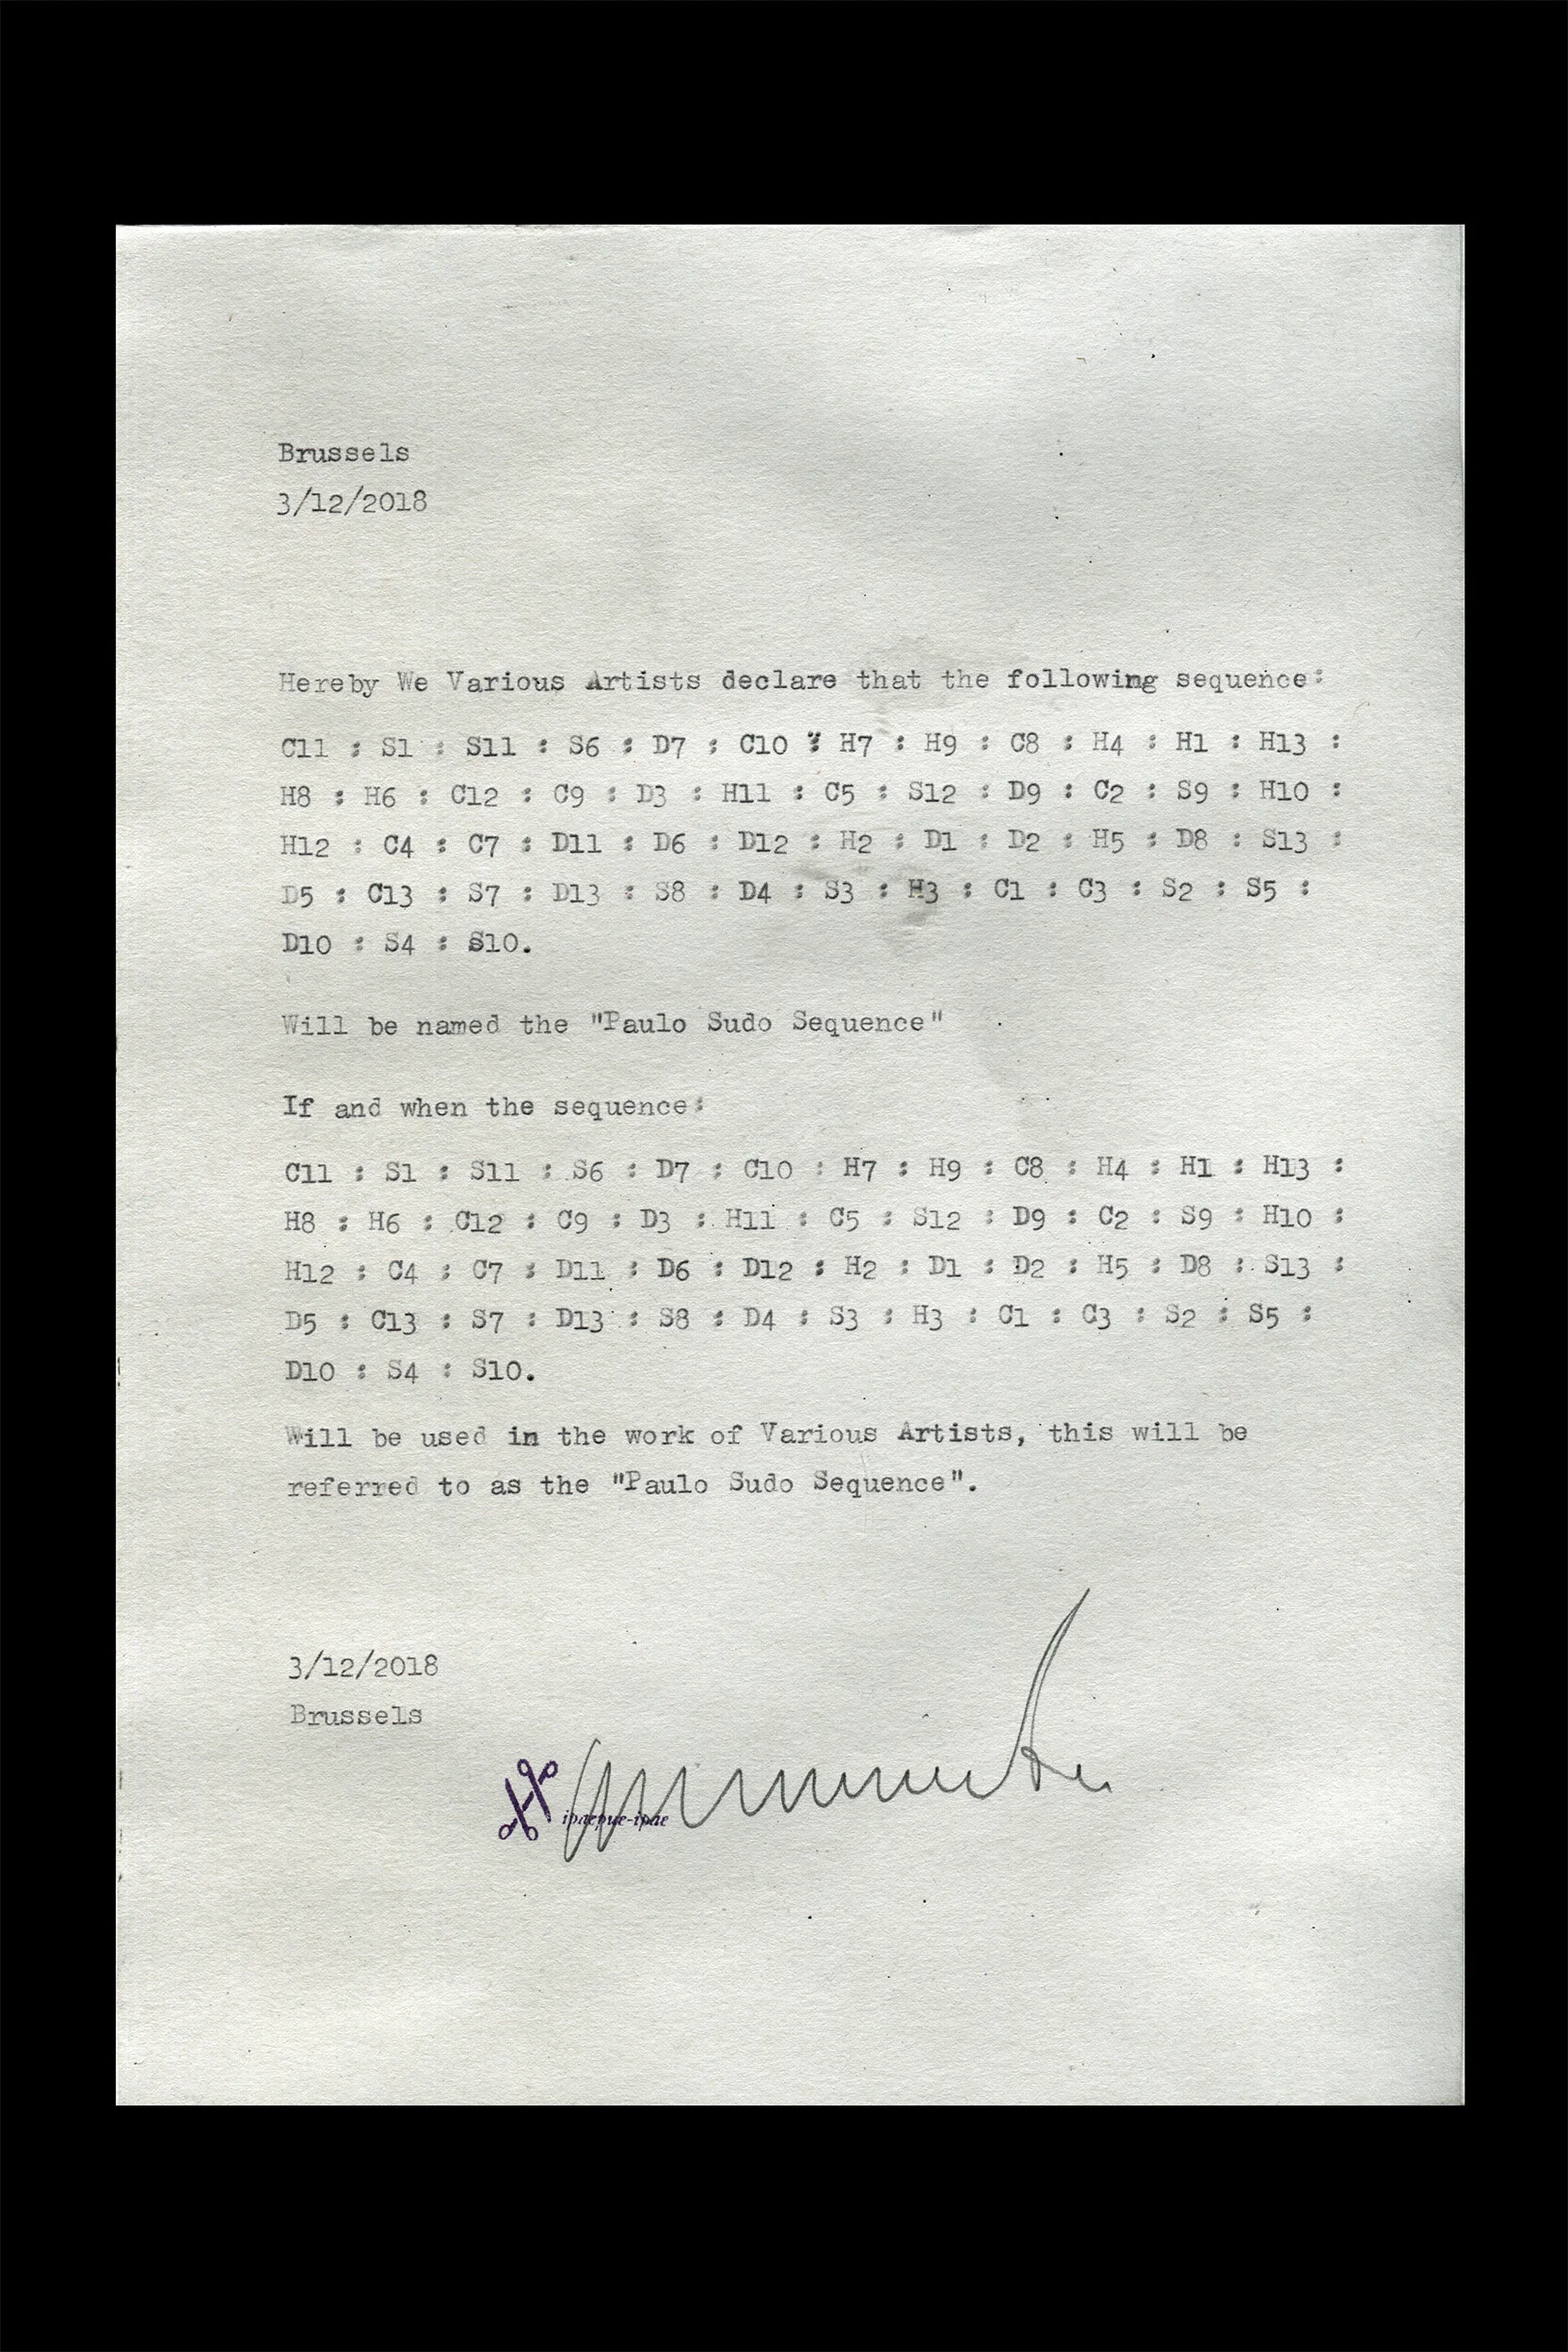 Brussels
3/12/2018
Hereby We Various Artists declare that the following sequence:
C11 : S1 : S11 : S6 : D7 : C10 : H7 : H9 : C8 : H4 : H1 : H13 :
H8 : H6 : C12 : C9 : D3 : H11 : C5 : S12 : D9 : C2 : S9 : H10 :
H12 : C4 : C7 : D11 : D6 : D12 : H2 : D1 : D2 : H5 : D8 : S13 :
D5 : C13 : S7 : D13 : S8 : D4 : S3 : H3 : C1 : C3 : S2 : S5 :
D10 : S4 : S10.
Will be named the "Paulo Sudo Sequence"
If and when the sequence:
C11 : S1 : S11 : S6 : D7 : C10 : H7 : H9 : C8 : H4 : H1 : H13 :
H8 : H6 : C12 : C9 : D3 : H11 : C5 : S12 : D9 : C2 : S9 : H10 :
H12 : C4 : C7 : D11 : D6 : D12 : H2 : D1 : D2 : H5 : D8 : S13 :
D5 : C13 : S7 : D13 : S8 : D4 : S3 : H3 : C1 : C3 : S2 : S5 :
D10 : S4 : S10.
Will be used in the work of Various Artists, this will be
referred to as the "Paulo Sudo Sequence".
3/12/2018
Brussels